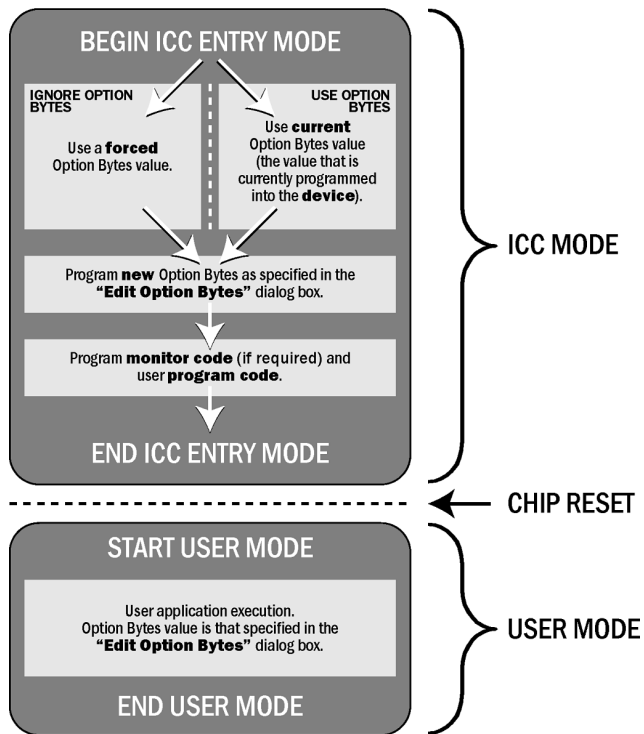 BEGIN ICC ENTRY MODE
IGNORE OPTION
BYTES
Use a forced
Option Bytes value.
USE OPTION
BYTES
Use current
Option Bytes value
(the value that is
currently programmed
into the device).
Program new Option Bytes as specified in the
“Edit Option Bytes” dialog box.
Program monitor code (if required) and
user program code.
END ICC ENTRY MODE
ICC MODE
CHIP RESET
START USER MODE
User application execution.
Option Bytes value is that specified in the
“Edit Option Bytes” dialog box.
END USER MODE
USER MODE